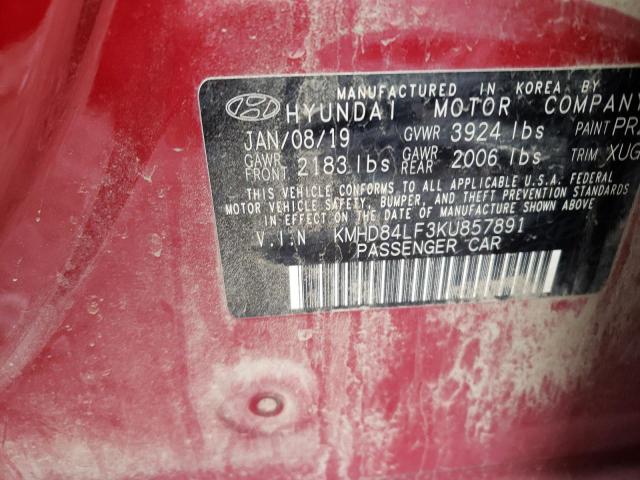 MANUFACTURED IN KOREA BY
HYUNDAI MOTOR COMPANY
JAN/08/19 GVWR 3924 lbs PAINT PR
GAWR FRONT 2183 lbs GAWR REAR 2006 lbs TRIM XUG
THIS VEHICLE CONFORMS TO ALL APPLICABLE U.S.A. FEDERAL
MOTOR VEHICLE SAFETY, BUMPER, AND THEFT PREVENTION STANDARDS
IN EFFECT ON THE DATE OF MANUFACTURE SHOWN ABOVE
V.I.N KMHD84LF3KU857891
PASSENGER CAR